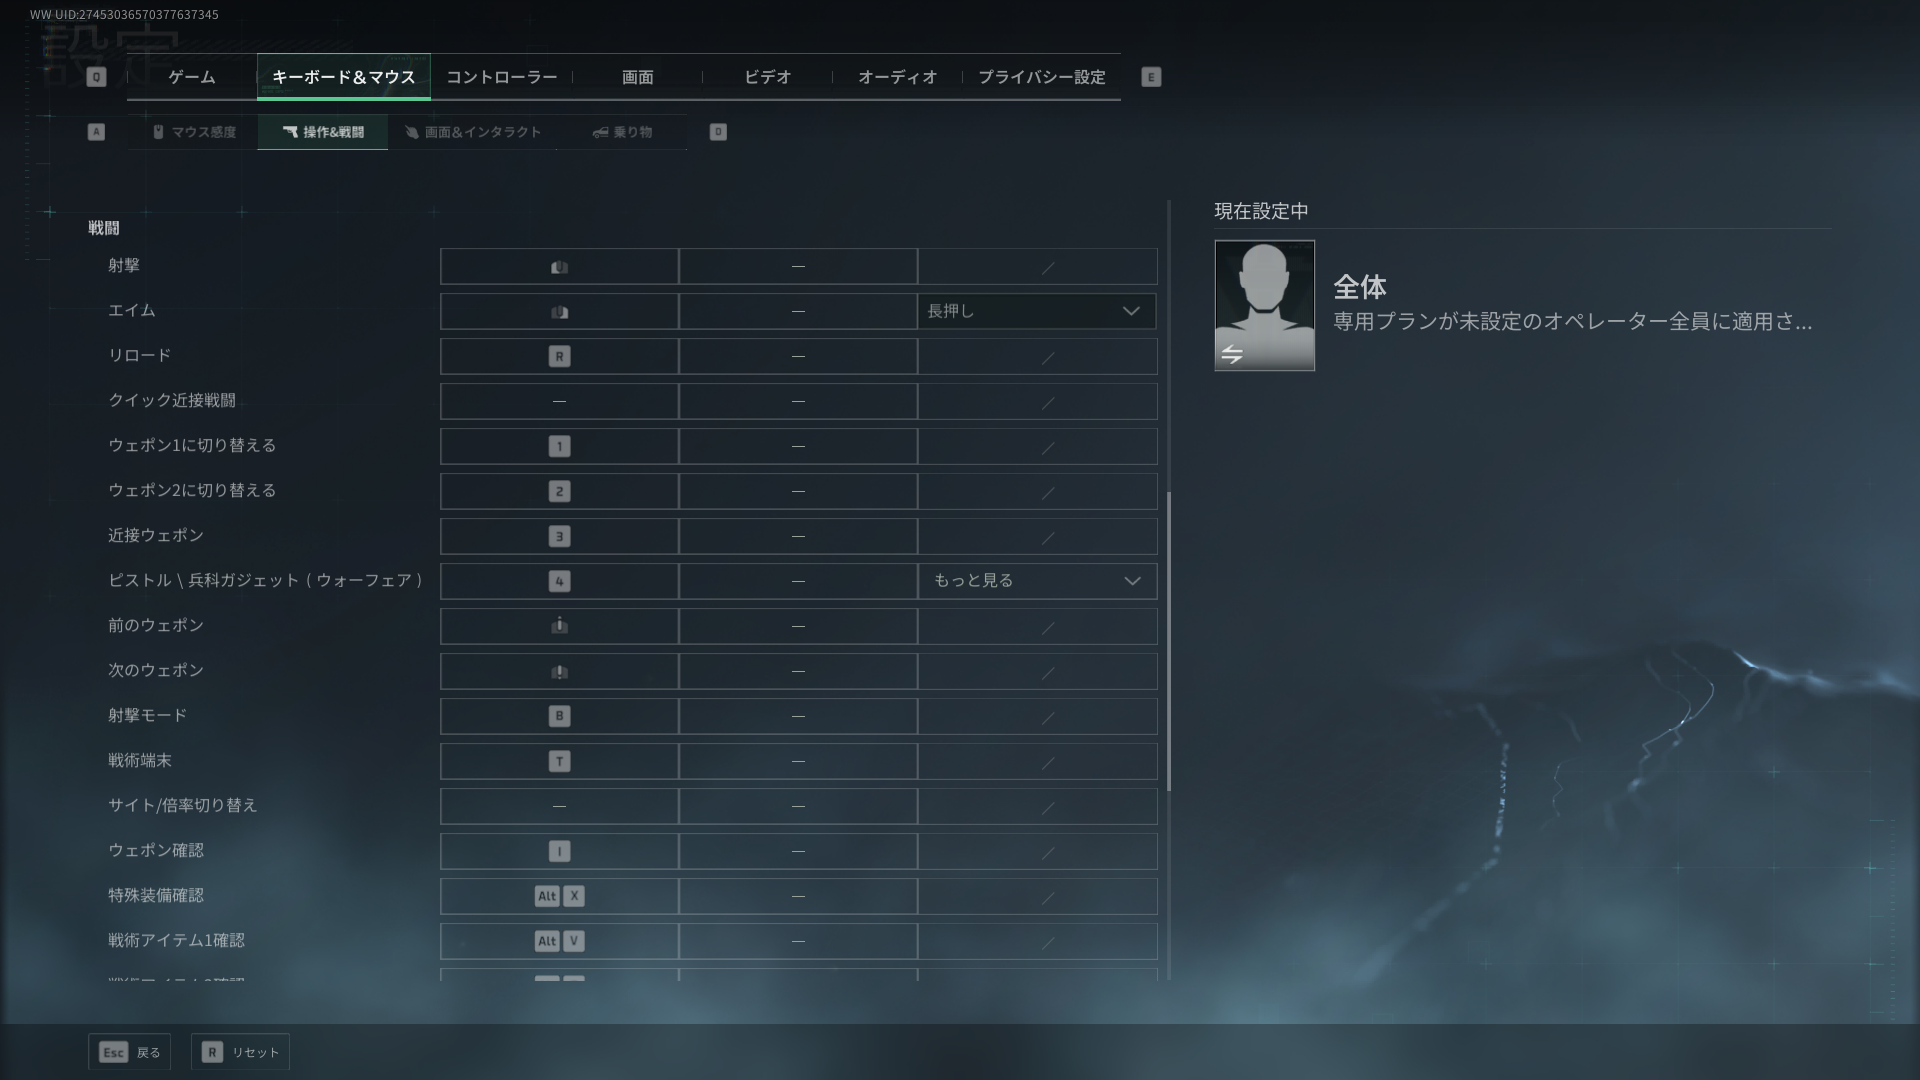 WW UID:27453036570377637345
設定
Q ゲーム キーボード&マウス コントローラー 画面 ビデオ オーディオ プライバシー設定 E
A マウス感度 操作&戦闘 画面&インタラクト 乗り物 D
戦闘
射撃 — ／
エイム — 長押し
リロード R — ／
クイック近接戦闘 — — ／
ウェポン1に切り替える 1 — ／
ウェポン2に切り替える 2 — ／
近接ウェポン 3 — ／
ピストル \ 兵科ガジェット ( ウォーフェア ) 4 — もっと見る
前のウェポン — ／
次のウェポン — ／
射撃モード B — ／
戦術端末 T — ／
サイト/倍率切り替え — — ／
ウェポン確認 I — ／
特殊装備確認 Alt X — ／
戦術アイテム1確認 Alt V — ／
現在設定中
全体
専用プランが未設定のオペレーター全員に適用さ...
Esc 戻る R リセット